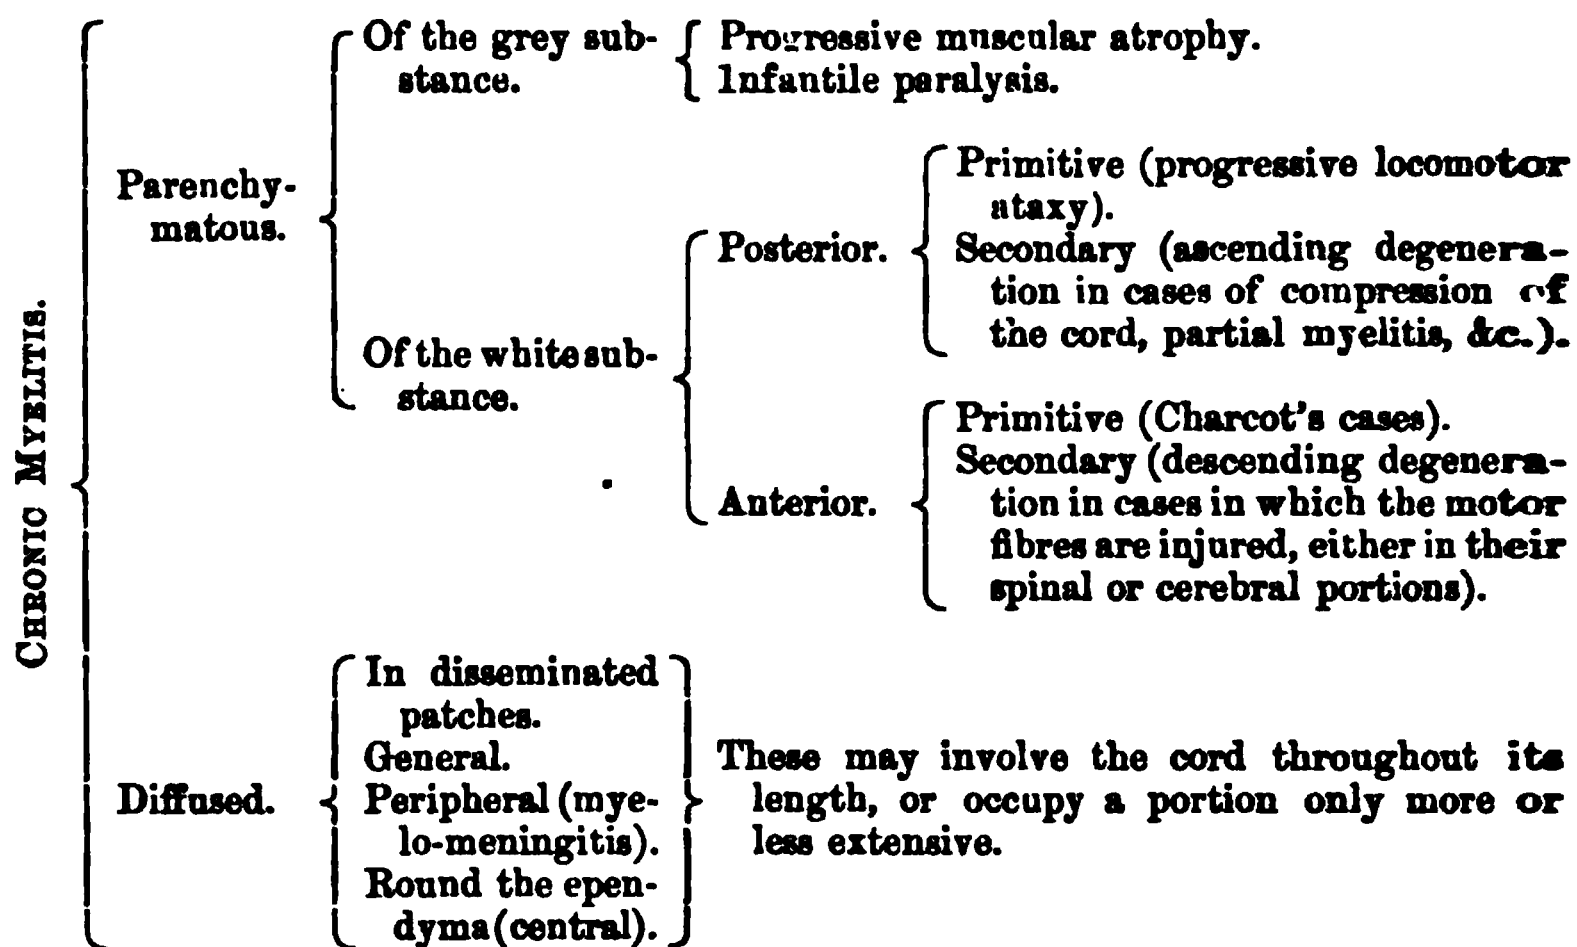 CHRONIC MYELITIS.
Parenchy-
matous.
Of the grey sub-
stance.
Progressive muscular atrophy.
Infantile paralysis.
Of the white sub-
stance.
Posterior.
Primitive (progressive locomotor
ataxy).
Secondary (ascending degenera-
tion in cases of compression of
the cord, partial myelitis, &c.).
Anterior.
Primitive (Charcot's cases).
Secondary (descending degenera-
tion in cases in which the motor
fibres are injured, either in their
spinal or cerebral portions).
Diffused.
In disseminated
patches.
General.
Peripheral (mye-
lo-meningitis).
Round the epen-
dyma (central).
These may involve the cord throughout its
length, or occupy a portion only more or
less extensive.